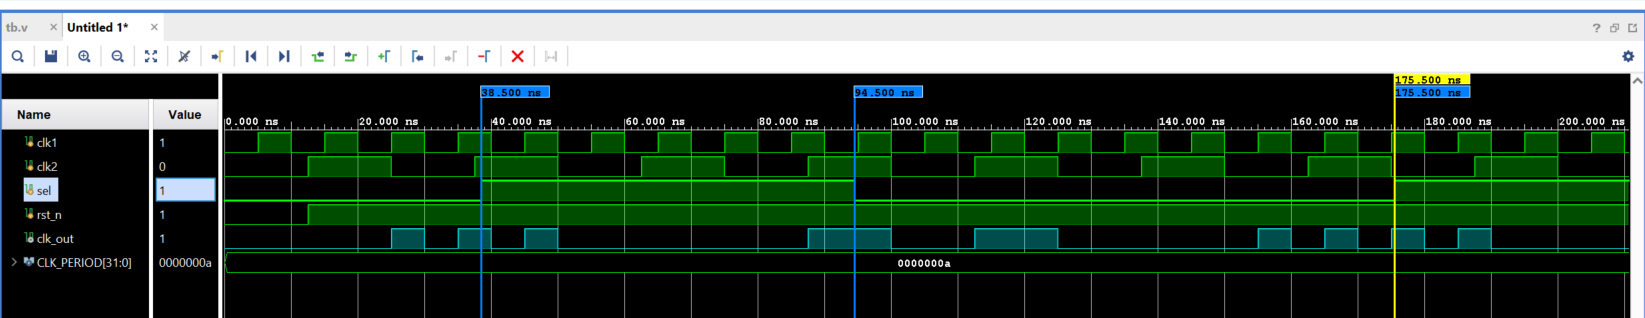 tb.v × Untitled 1* ×
?
38.500 ns 94.500 ns 175.500 ns
175.500 ns
Name Value
0.000 ns 20.000 ns 40.000 ns 60.000 ns 80.000 ns 100.000 ns 120.000 ns 140.000 ns 160.000 ns 180.000 ns 200.000 ns
clk1 1
clk2 0
sel 1
rst_n 1
clk_out 1
CLK_PERIOD[31:0] 0000000a 0000000a